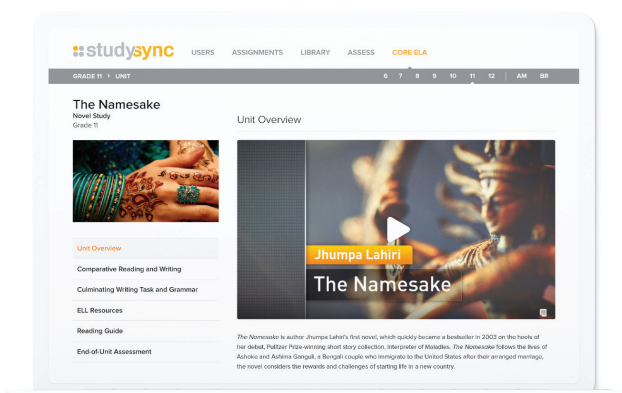 studysync USERS ASSIGNMENTS LIBRARY ASSESS CORE ELA
GRADE 11 > UNIT 6 7 8 9 10 11 12 | AM BR
The Namesake
Novel Study
Grade 11
Unit Overview
Jhumpa Lahiri
The Namesake
Unit Overview
Comparative Reading and Writing
Culminating Writing Task and Grammar
ELL Resources
Reading Guide
End-of-Unit Assessment
The Namesake is author Jhumpa Lahiri's first novel, which quickly became a bestseller in 2003 on the heels of
her debut, Pulitzer Prize-winning short story collection, Interpreter of Maladies. The Namesake follows the lives of
Ashoke and Ashima Ganguli, a Bengali couple who immigrate to the United States after their arranged marriage,
the novel considers the rewards and challenges of starting life in a new country.